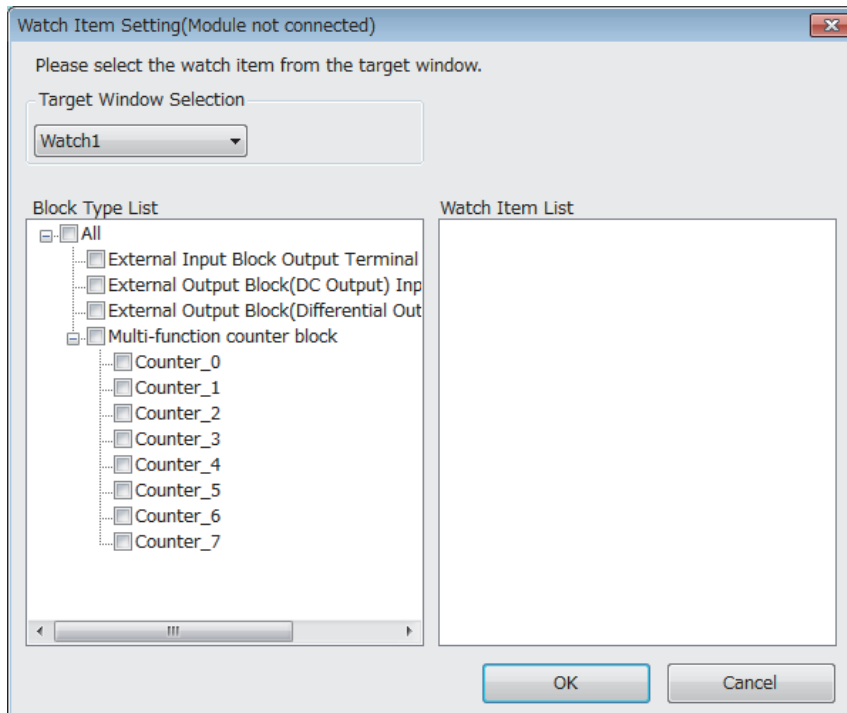 Watch Item Setting(Module not connected)
Please select the watch item from the target window.
Target Window Selection
Watch1
Block Type List
All
External Input Block Output Terminal
External Output Block(DC Output) Inp
External Output Block(Differential Out
Multi-function counter block
Counter_0
Counter_1
Counter_2
Counter_3
Counter_4
Counter_5
Counter_6
Counter_7
Watch Item List
OK
Cancel